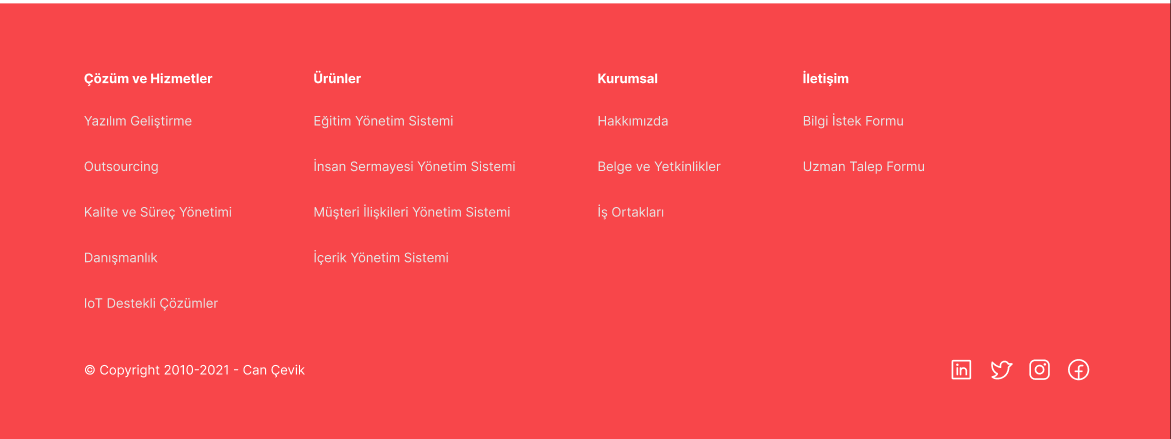 Çözüm ve Hizmetler
Yazılım Geliştirme
Outsourcing
Kalite ve Süreç Yönetimi
Danışmanlık
IoT Destekli Çözümler
Ürünler
Eğitim Yönetim Sistemi
İnsan Sermayesi Yönetim Sistemi
Müşteri İlişkileri Yönetim Sistemi
İçerik Yönetim Sistemi
Kurumsal
Hakkımızda
Belge ve Yetkinlikler
İş Ortakları
İletişim
Bilgi İstek Formu
Uzman Talep Formu
© Copyright 2010-2021 - Can Çevik